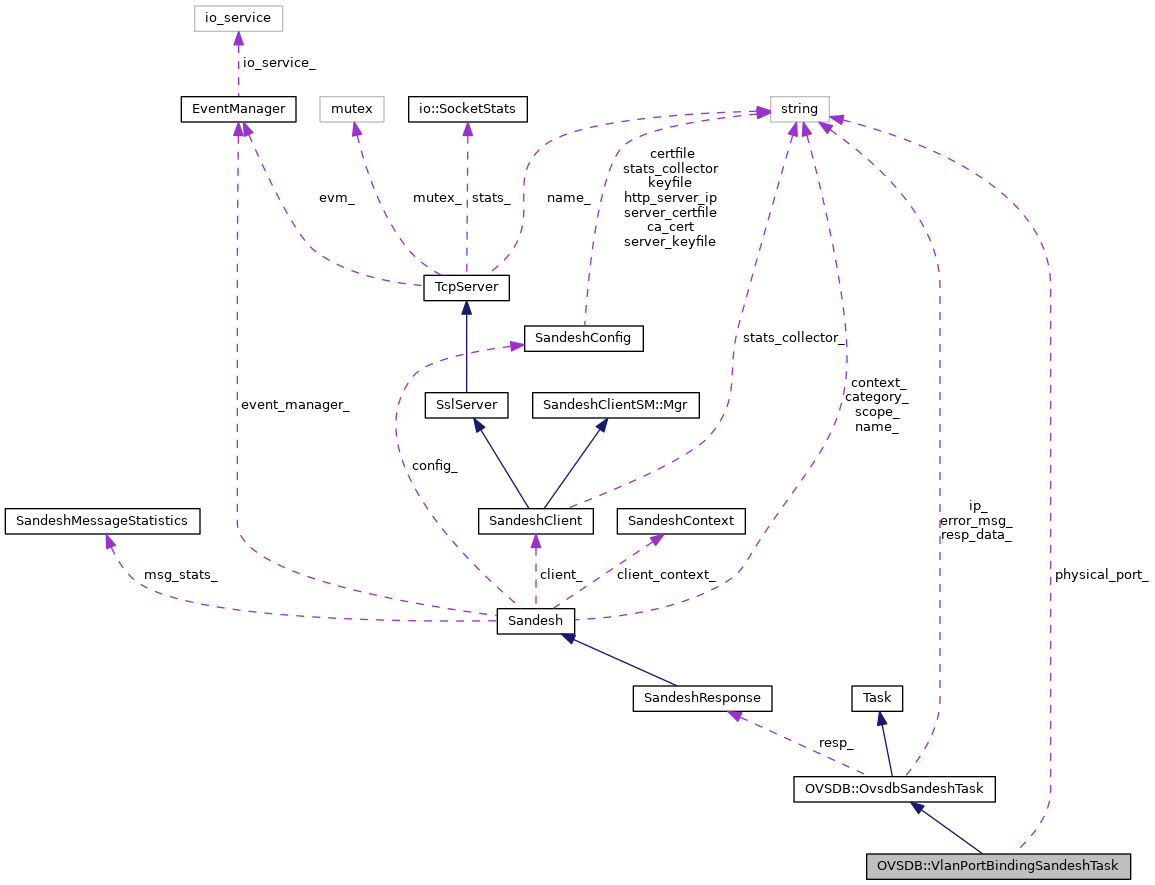 io_service
io_service_
EventManager
mutex
io::SocketStats
string
certfile
stats_collector
keyfile
http_server_ip
server_certfile
ca_cert
server_keyfile
evm_
mutex_
stats_
name_
TcpServer
SandeshConfig
stats_collector_
context_
category_
scope_
name_
event_manager_
SslServer
SandeshClientSM::Mgr
config_
ip_
error_msg_
resp_data_
SandeshMessageStatistics
SandeshClient
SandeshContext
msg_stats_
client_
client_context_
physical_port_
Sandesh
SandeshResponse
Task
resp_
OVSDB::OvsdbSandeshTask
OVSDB::VlanPortBindingSandeshTask